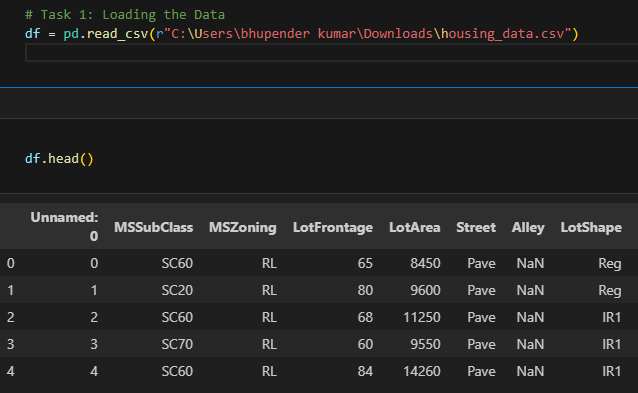 # Task 1: Loading the Data
df = pd.read_csv(r"C:\Users\bhupender kumar\Downloads\housing_data.csv")
df.head()
Unnamed: 0 MSSubClass MSZoning LotFrontage LotArea Street Alley LotShape
0 0 SC60 RL 65 8450 Pave NaN Reg
1 1 SC20 RL 80 9600 Pave NaN Reg
2 2 SC60 RL 68 11250 Pave NaN IR1
3 3 SC70 RL 60 9550 Pave NaN IR1
4 4 SC60 RL 84 14260 Pave NaN IR1